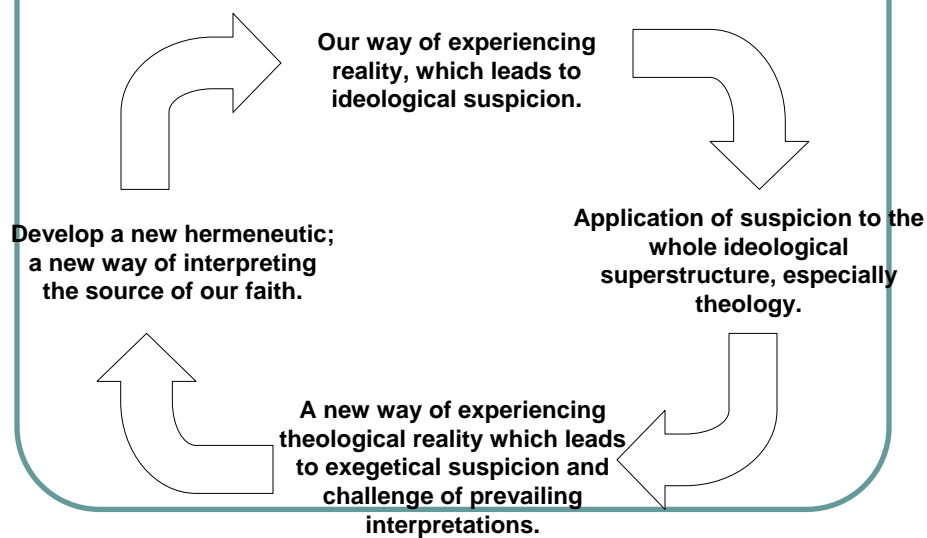 Our way of experiencing
reality, which leads to
ideological suspicion.
Application of suspicion to the
whole ideological
superstructure, especially
theology.
A new way of experiencing
theological reality which leads
to exegetical suspicion and
challenge of prevailing
interpretations.
Develop a new hermeneutic;
a new way of interpreting
the source of our faith.